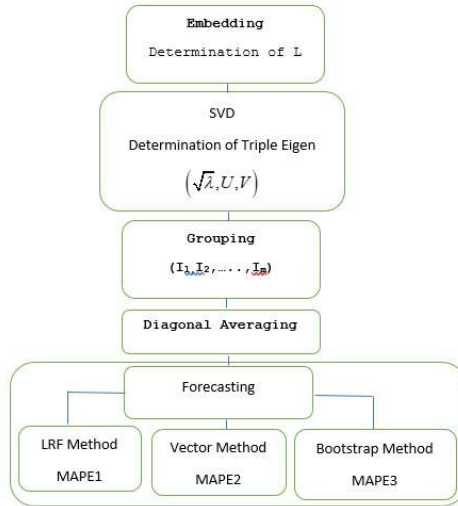 Embedding
Determination of L
SVD
Determination of Triple Eigen
(√λ,U,V)
Grouping
(I₁,I₂,…..,Iₘ)
Diagonal Averaging
Forecasting
LRF Method
MAPE1
Vector Method
MAPE2
Bootstrap Method
MAPE3